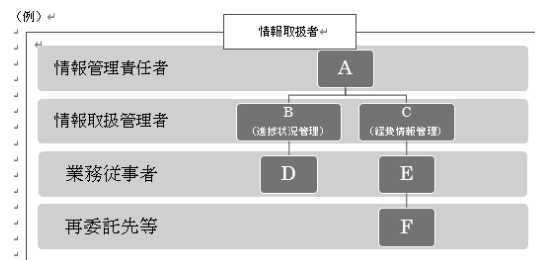 （例）
情報取扱者
情報管理責任者
A
情報取扱管理者
B
（進捗状況管理）
C
（経費情報管理）
業務従事者
D
E
再委託先等
F